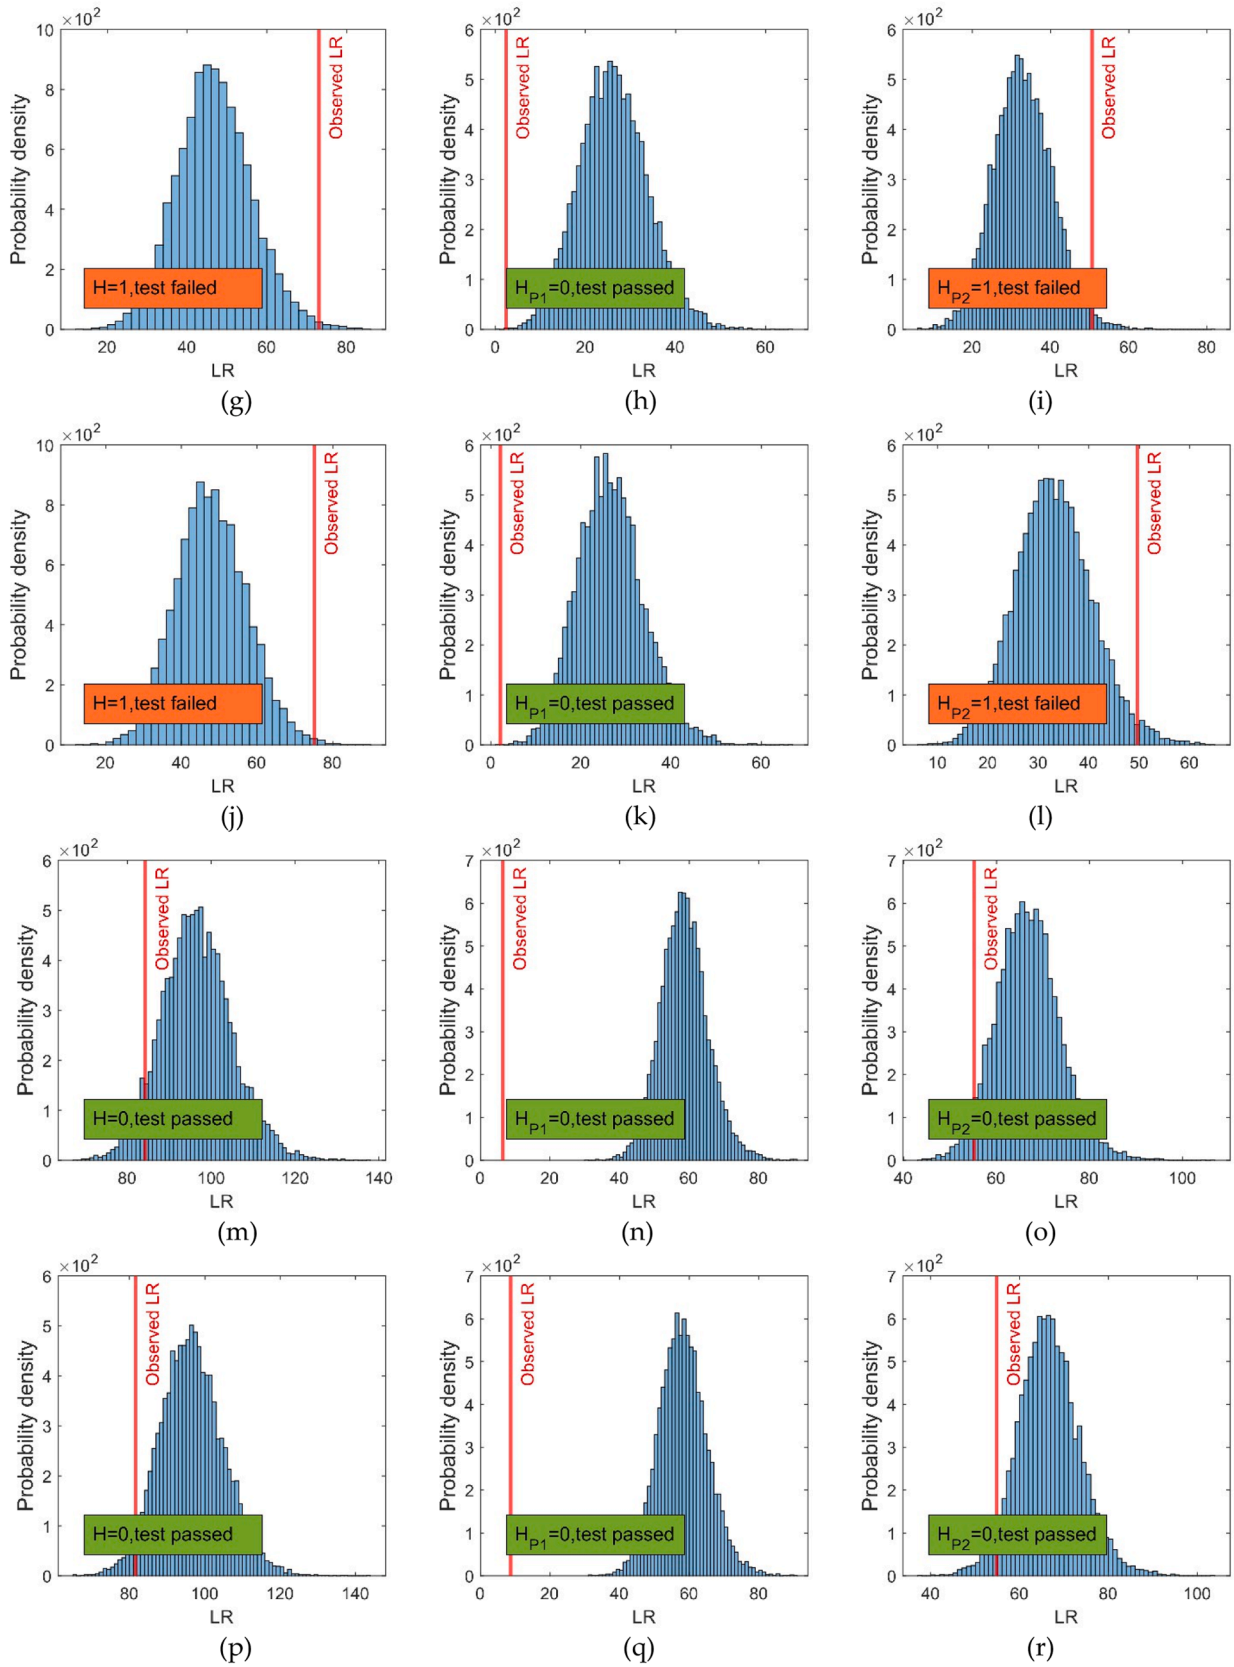 ×10²
10
8
6
4
2
0
Probability density
Observed LR
H=1,test failed
20 40 60 80
LR
(g)
×10²
6
5
4
3
2
1
0
Probability density
Observed LR
H_P1=0,test passed
0 20 40 60
LR
(h)
×10²
6
5
4
3
2
1
0
Probability density
Observed LR
H_P2=1,test failed
20 40 60 80
LR
(i)
×10²
10
8
6
4
2
0
Probability density
Observed LR
H=1,test failed
20 40 60 80
LR
(j)
×10²
6
5
4
3
2
1
0
Probability density
Observed LR
H_P1=0,test passed
0 20 40 60
LR
(k)
×10²
6
5
4
3
2
1
0
Probability density
Observed LR
H_P2=1,test failed
10 20 30 40 50 60
LR
(l)
×10²
6
5
4
3
2
1
0
Probability density
Observed LR
H=0,test passed
80 100 120 140
LR
(m)
×10²
7
6
5
4
3
2
1
0
Probability density
Observed LR
H_P1=0,test passed
0 20 40 60 80
LR
(n)
×10²
7
6
5
4
3
2
1
0
Probability density
Observed LR
H_P2=0,test passed
40 60 80 100
LR
(o)
×10²
6
5
4
3
2
1
0
Probability density
Observed LR
H=0,test passed
80 100 120 140
LR
(p)
×10²
7
6
5
4
3
2
1
0
Probability density
Observed LR
H_P1=0,test passed
0 20 40 60 80
LR
(q)
×10²
7
6
5
4
3
2
1
0
Probability density
Observed LR
H_P2=0,test passed
40 60 80 100
LR
(r)